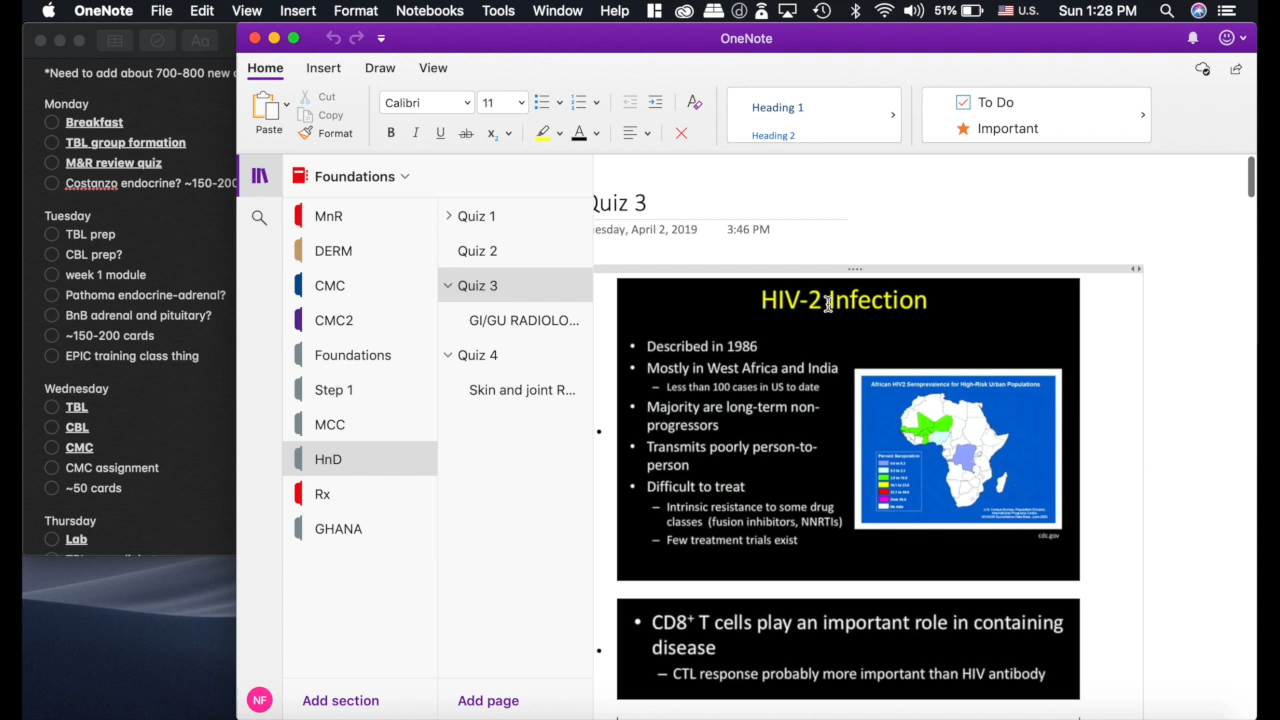 OneNote File Edit View Insert Format Notebooks Tools Window Help 51% U.S. Sun 1:28 PM
*Need to add about 700-800 new
Monday
Breakfast
TBL group formation
M&R review quiz
Costanzo endocrine? ~150-200
Tuesday
TBL prep
CBL prep?
week 1 module
Pathoma endocrine-adrenal?
BnB adrenal and pituitary?
~150-200 cards
EPIC training class thing
Wednesday
TBL
CBL
CMC
CMC assignment
~50 cards
Thursday
Lab
OneNote
Home Insert Draw View
Paste
Cut
Copy
Format
Calibri 11
B I U ab X2 A
Heading 1
Heading 2
To Do
Important
Foundations
MnR
DERM
CMC
CMC2
Foundations
Step 1
MCC
HnD
Rx
GHANA
Quiz 1
Quiz 2
Quiz 3
GI/GU RADIOLO...
Quiz 4
Skin and joint R...
NF
Add section
Add page
Quiz 3
esday, April 2, 2019 3:46 PM
HIV-2 Infection
• Described in 1986
• Mostly in West Africa and India
– Less than 100 cases in US to date
• Majority are long-term non-
progressors
• Transmits poorly person-to-
person
• Difficult to treat
– Intrinsic resistance to some drug
classes (fusion inhibitors, NNRTIs)
– Few treatment trials exist
African HIV2 Seroprevalence for High-Risk Urban Populations
Percent Seropositive
cdc.gov
• CD8+ T cells play an important role in containing
disease
– CTL response probably more important than HIV antibody